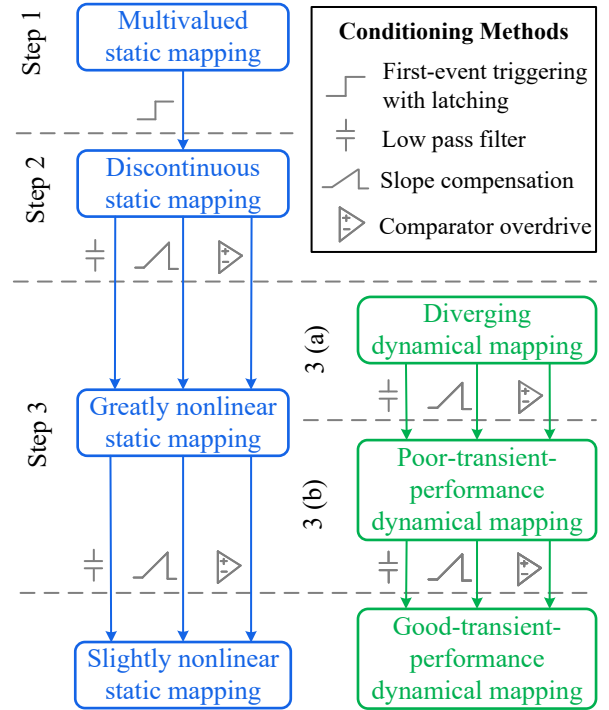 Step 1
Multivalued
static mapping
Conditioning Methods
First-event triggering
with latching
Low pass filter
Slope compensation
Comparator overdrive
Step 2
Discontinuous
static mapping
Step 3
Greatly nonlinear
static mapping
3 (a)
Diverging
dynamical mapping
3 (b)
Poor-transient-
performance
dynamical mapping
Slightly nonlinear
static mapping
Good-transient-
performance
dynamical mapping